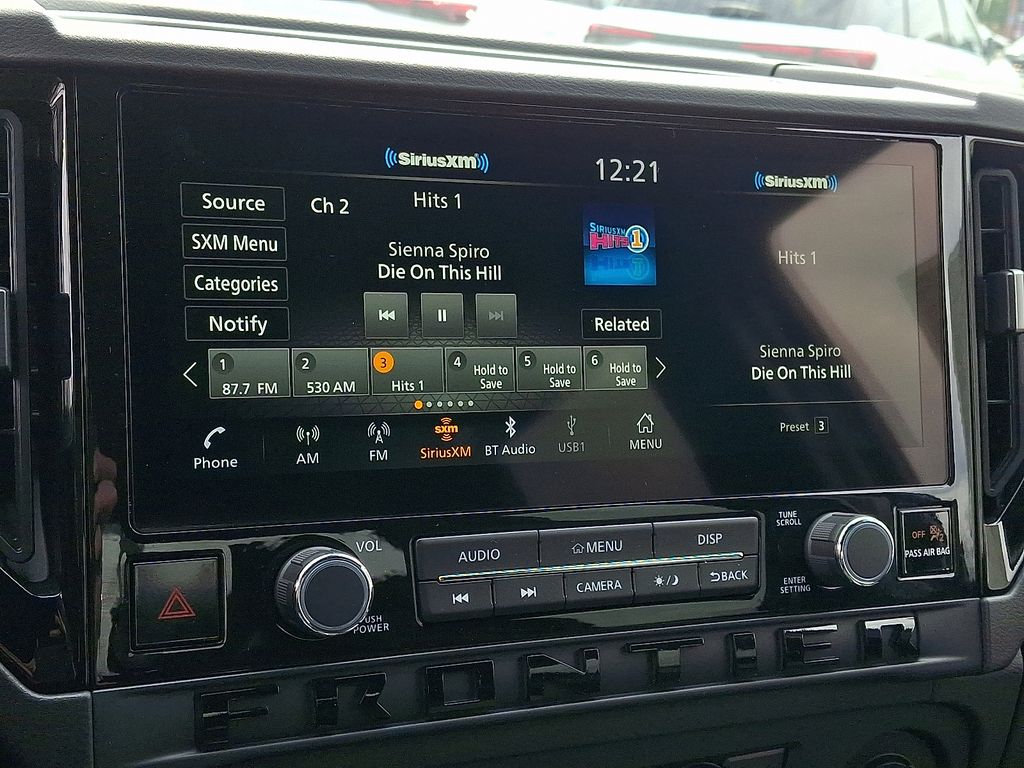 SiriusXM
12:21
SiriusXM
Source
Ch 2
Hits 1
SXM Menu
Categories
Notify
Sienna Spiro
Die On This Hill
SIRIUSXM
HITS 1
Hits 1
Related
1
87.7 FM
2
530 AM
3
Hits 1
4
Hold to
Save
5
Hold to
Save
6
Hold to
Save
Sienna Spiro
Die On This Hill
Preset 3
Phone
AM
FM
sxm
SiriusXM
BT Audio
USB1
MENU
VOL
PUSH
POWER
AUDIO
MENU
DISP
CAMERA
BACK
TUNE
SCROLL
ENTER
SETTING
OFF
2
PASS AIR BAG
FRONTIER